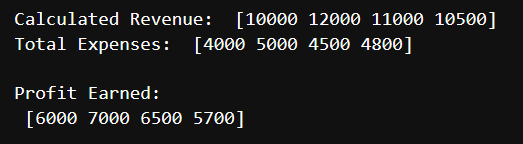 Calculated Revenue:  [10000 12000 11000 10500]
Total Expenses:  [4000 5000 4500 4800]

Profit Earned:
 [6000 7000 6500 5700]